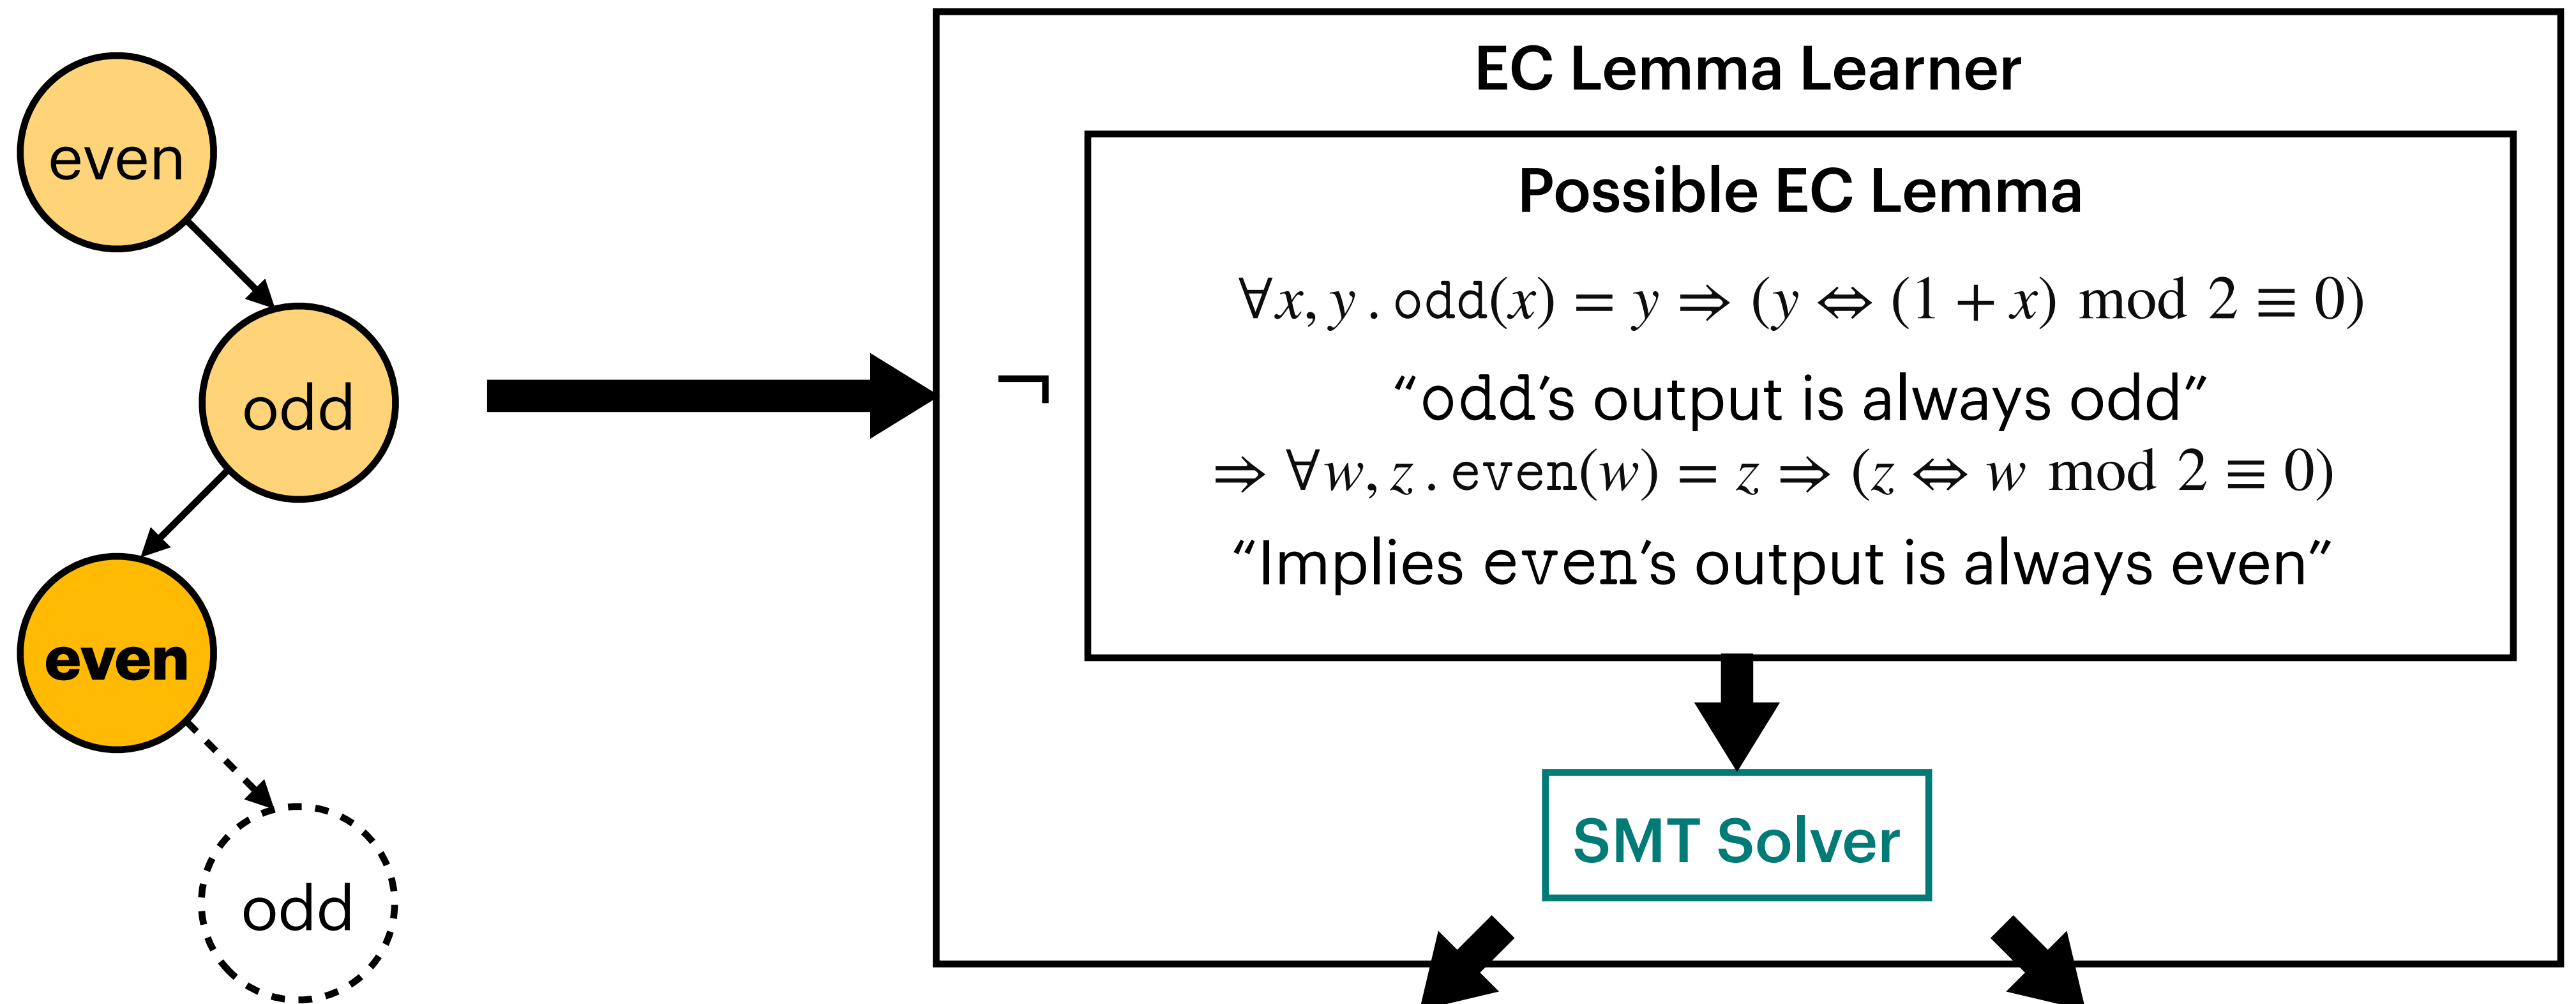 even
odd
even
odd
EC Lemma Learner
¬
Possible EC Lemma
∀x, y . odd(x) = y ⇒ (y ⇔ (1 + x) mod 2 ≡ 0)
“odd’s output is always odd”
⇒ ∀w, z . even(w) = z ⇒ (z ⇔ w mod 2 ≡ 0)
“Implies even’s output is always even”
SMT Solver